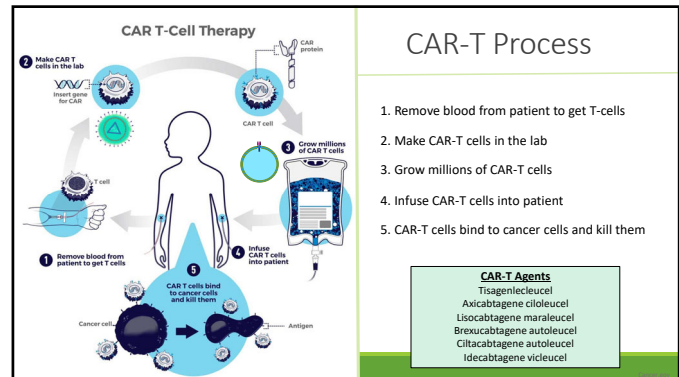 CAR T-Cell Therapy
CAR
protein
2 Make CAR T
cells in the lab
Insert gene
for CAR
CAR T cell
3 Grow millions
of CAR T cells
T cell
1 Remove blood from
patient to get T cells
4 Infuse
CAR T cells
into patient
5
CAR T cells bind
to cancer cells
and kill them
Cancer cell
Antigen
CAR-T Process
1. Remove blood from patient to get T-cells
2. Make CAR-T cells in the lab
3. Grow millions of CAR-T cells
4. Infuse CAR-T cells into patient
5. CAR-T cells bind to cancer cells and kill them
CAR-T Agents
Tisagenlecleucel
Axicabtagene ciloleucel
Lisocabtagene maraleucel
Brexucabtagene autoleucel
Ciltacabtagene autoleucel
Idecabtagene vicleucel